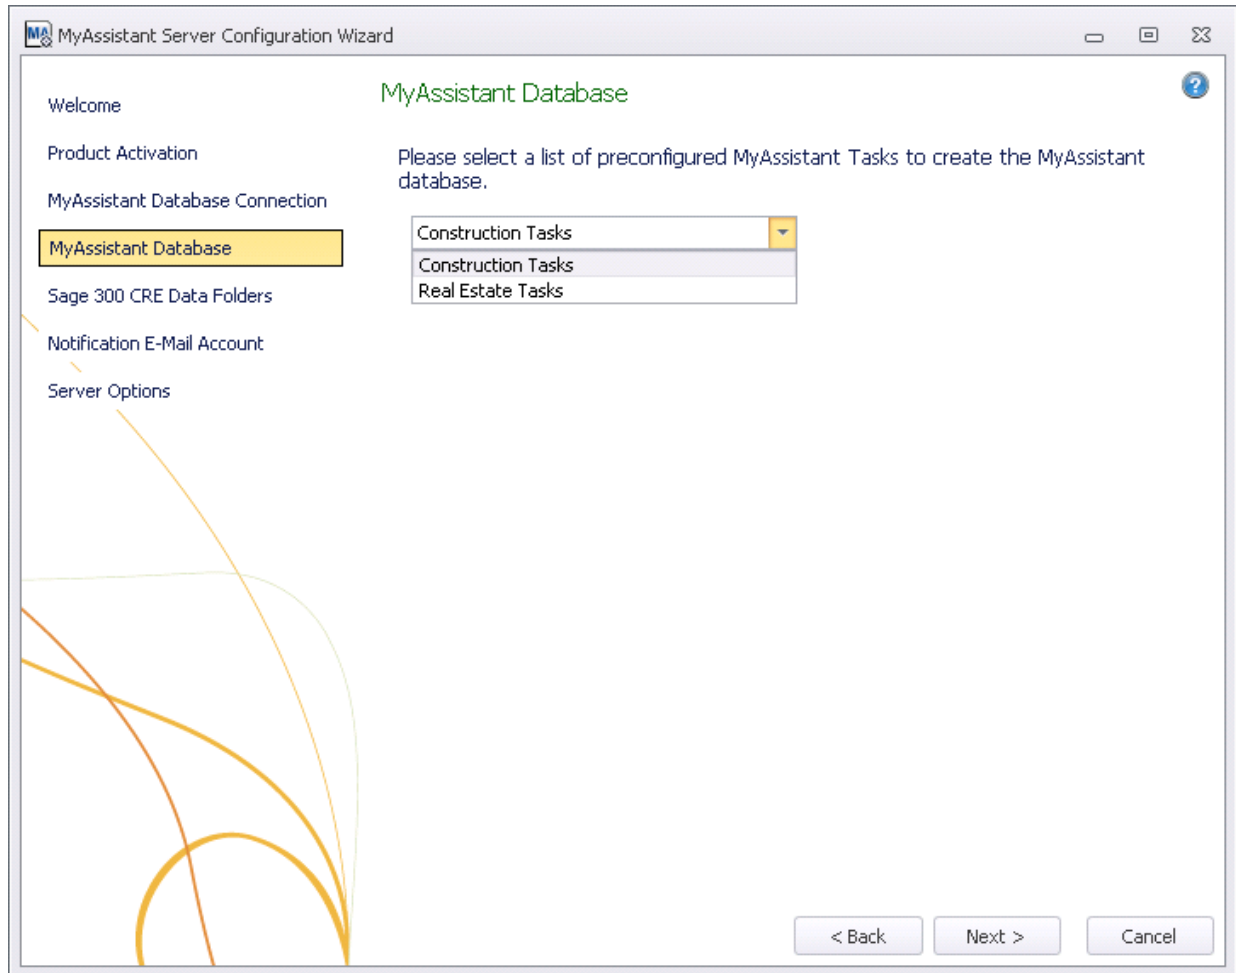 MA MyAssistant Server Configuration Wizard
Welcome
Product Activation
MyAssistant Database Connection
MyAssistant Database
Sage 300 CRE Data Folders
Notification E-Mail Account
Server Options
MyAssistant Database
?
Please select a list of preconfigured MyAssistant Tasks to create the MyAssistant
database.
Construction Tasks
Construction Tasks
Real Estate Tasks
< Back
Next >
Cancel